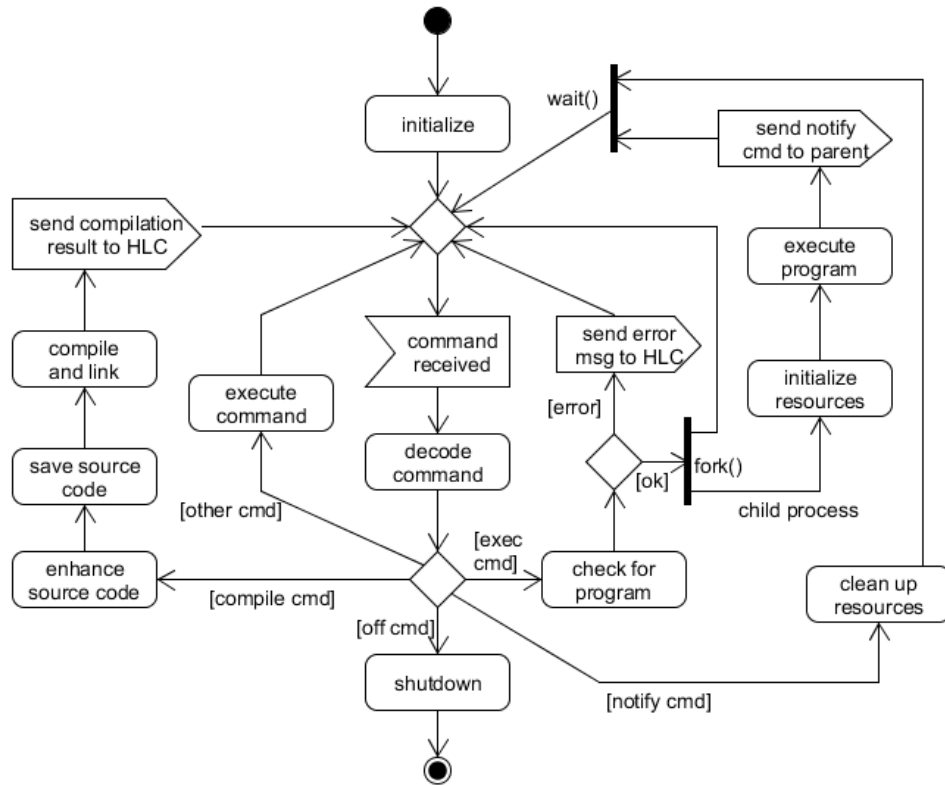 initialize
wait()
send notify
cmd to parent
send compilation
result to HLC
execute
program
command
received
send error
msg to HLC
compile
and link
execute
command
initialize
resources
[error]
decode
command
save source
code
[ok]
fork()
[other cmd]
child process
[exec
cmd]
enhance
source code
check for
program
clean up
resources
[compile cmd]
[off cmd]
shutdown
[notify cmd]